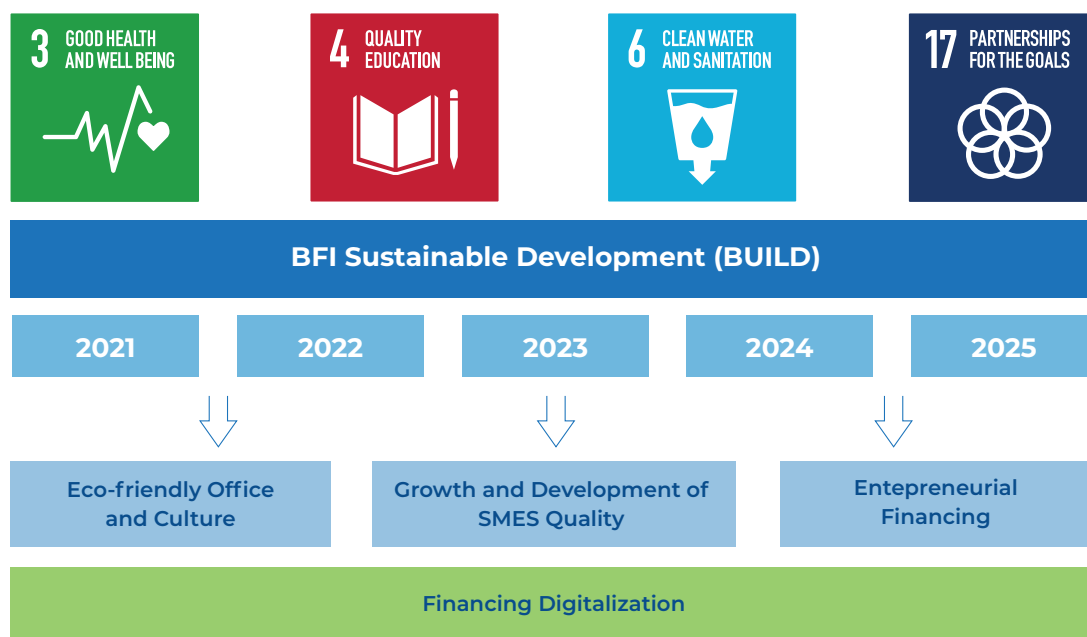 3 GOOD HEALTH
AND WELL BEING
4 QUALITY
EDUCATION
6 CLEAN WATER
AND SANITATION
17 PARTNERSHIPS
FOR THE GOALS
BFI Sustainable Development (BUILD)
2021
2022
2023
2024
2025
Eco-friendly Office
and Culture
Growth and Development of
SMES Quality
Entepreneurial
Financing
Financing Digitalization